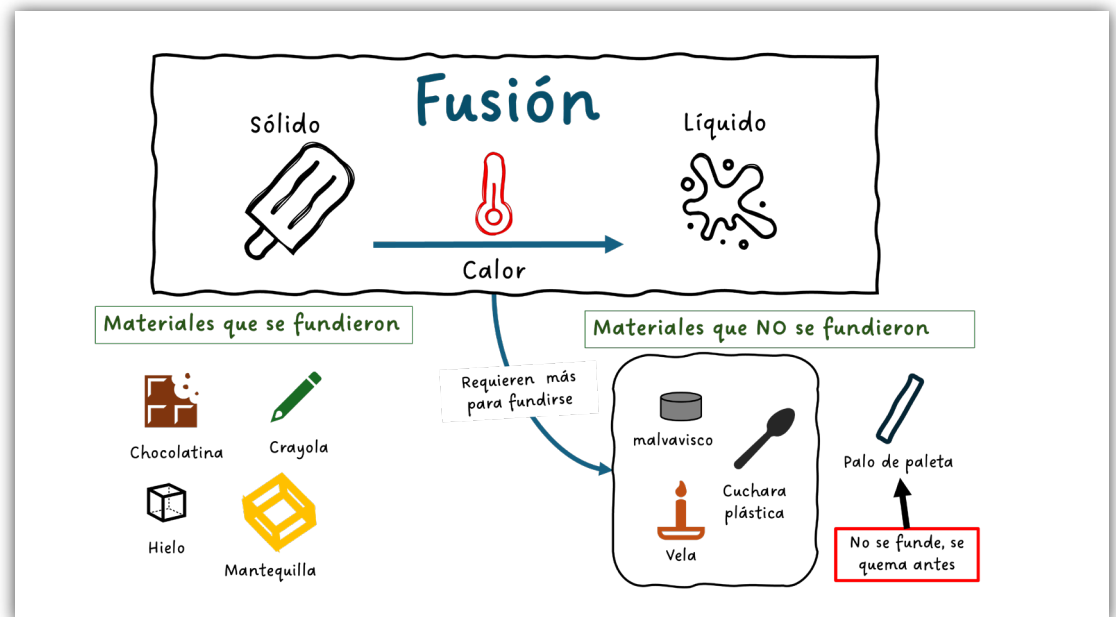 Fusión
Sólido
Líquido
Calor
Materiales que se fundieron
Materiales que NO se fundieron
Requieren más
para fundirse
Chocolatina
Crayola
Hielo
Mantequilla
malvavisco
Cuchara
plástica
Vela
Palo de paleta
No se funde, se
quema antes